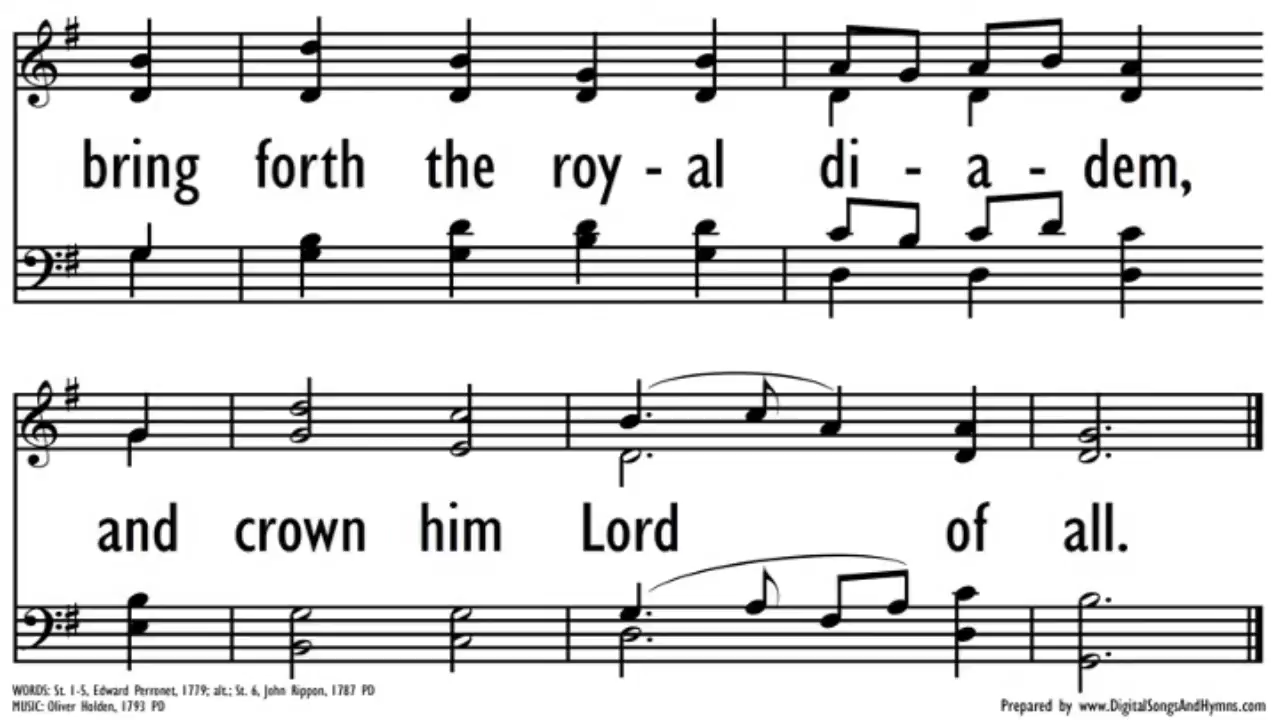 bring forth the roy - al di - a - dem,
and crown him Lord of all.
WORDS: St. 1-5, Edward Perronet, 1779; alt.; St. 6, John Rippon, 1787 PD
MUSIC: Oliver Holden, 1793 PD
Prepared by www.DigitalSongsAndHymns.com